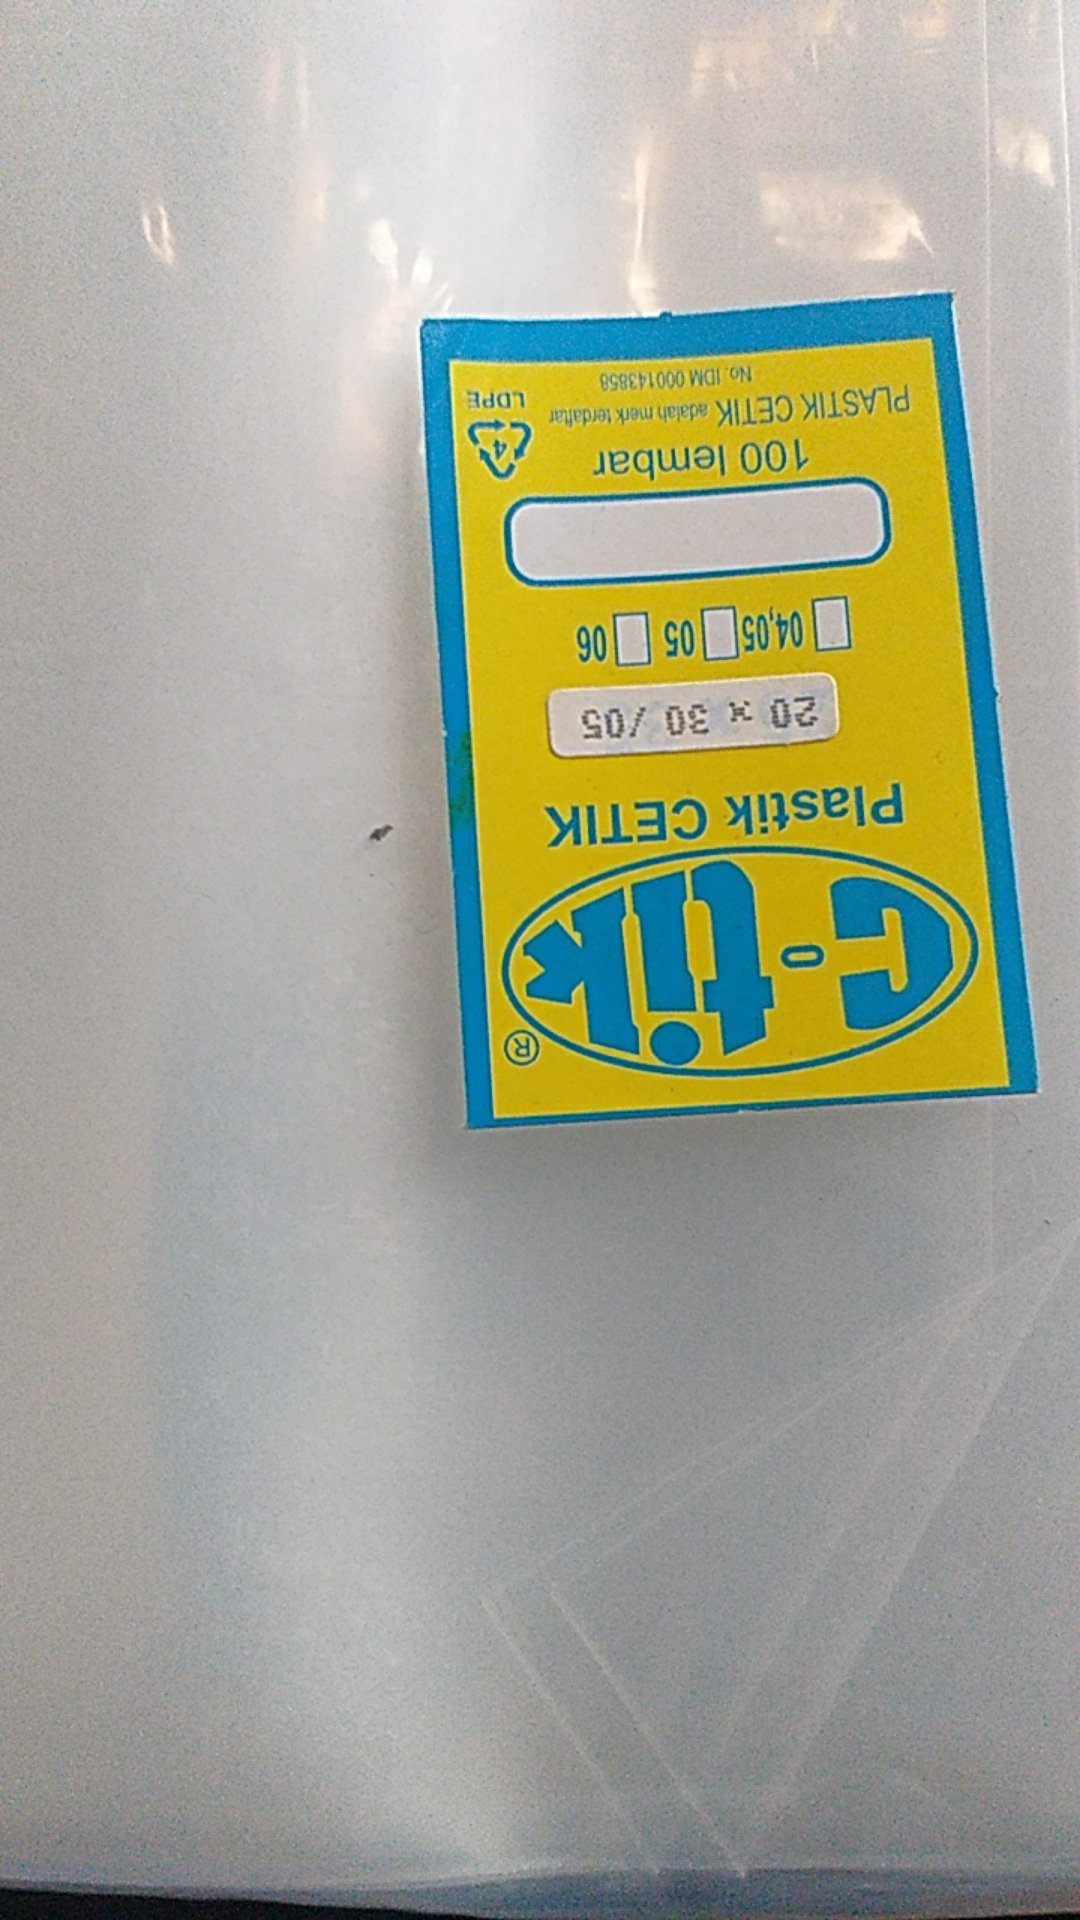 C-tik
®
Plastik CETIK
20 x 30 /05
04,05 05 06
100 lembar
4
LDPE
PLASTIK CETIK adalah merk terdaftar
No. IDM 000143858